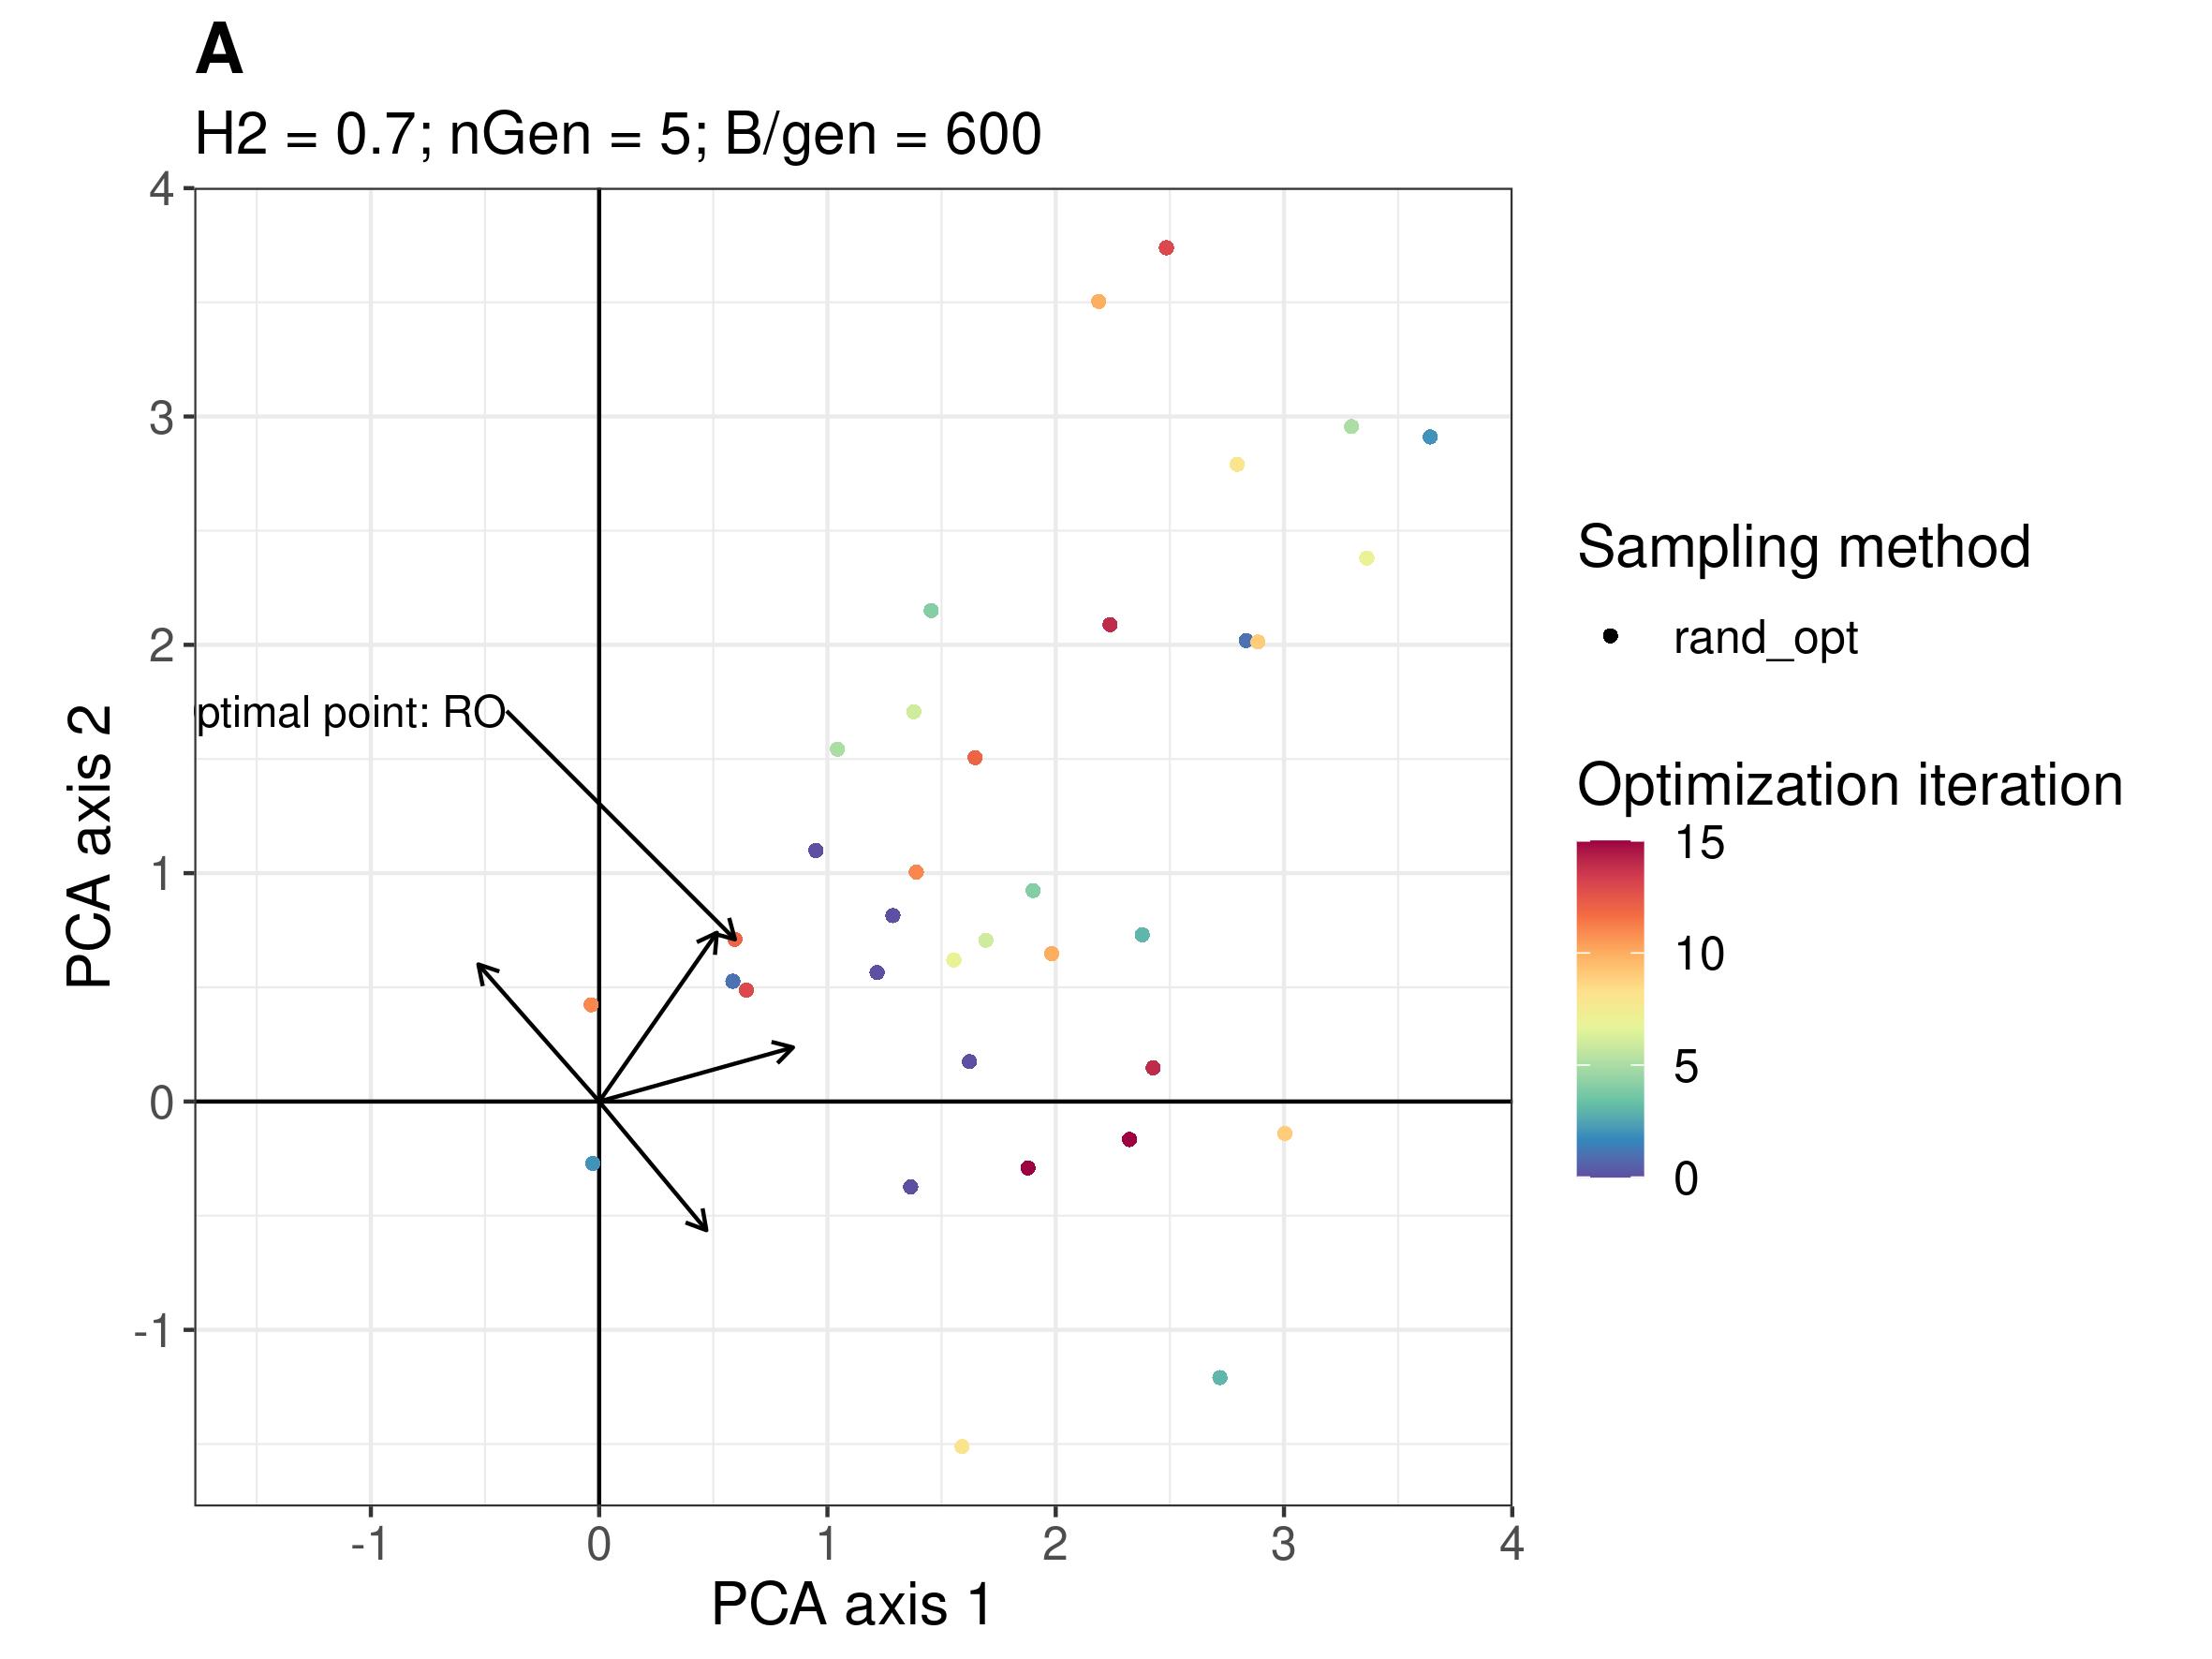 A
H2 = 0.7; nGen = 5; B/gen = 600
4
3
2
1
0
-1
PCA axis 2
ptimal point: RO
-1
0
1
2
3
4
PCA axis 1
Sampling method
rand_opt
Optimization iteration
15
10
5
0